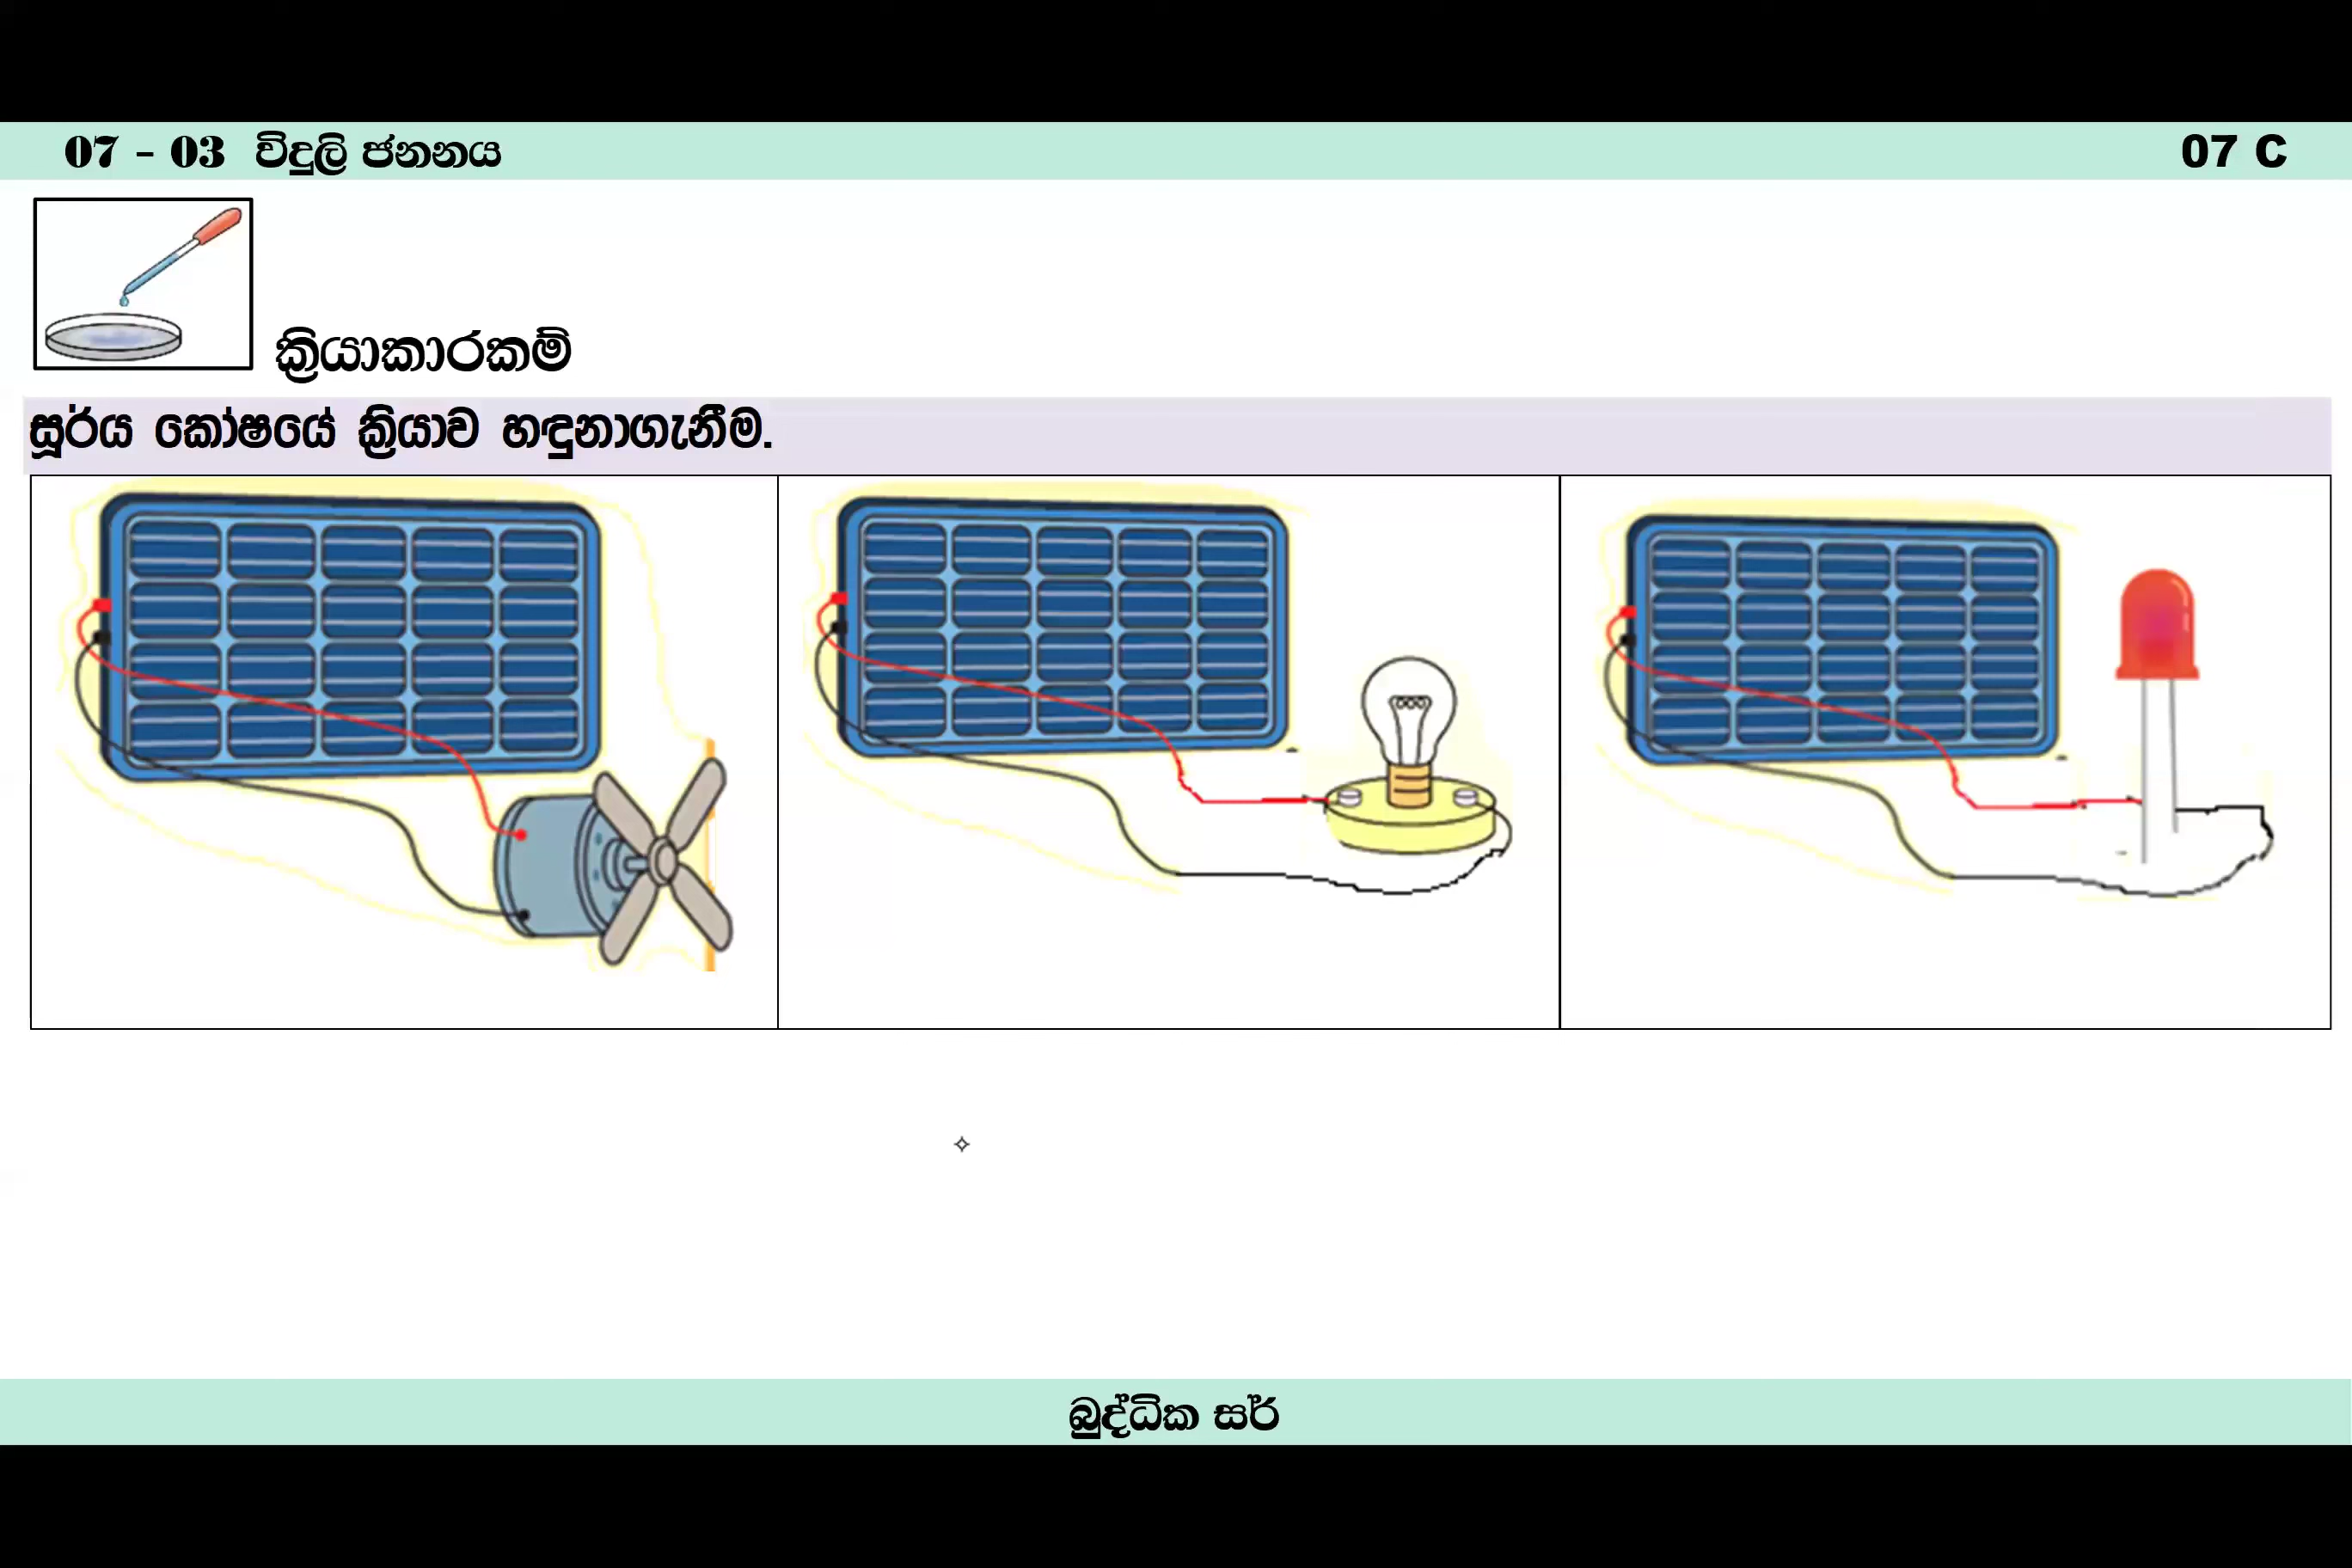 07 - 03 විදුලි ජනනය
07 C
ක්‍රියාකාරකම්
සූර්ය කෝෂයේ ක්‍රියාව හඳුනාගැනීම.
බුද්ධික සර්